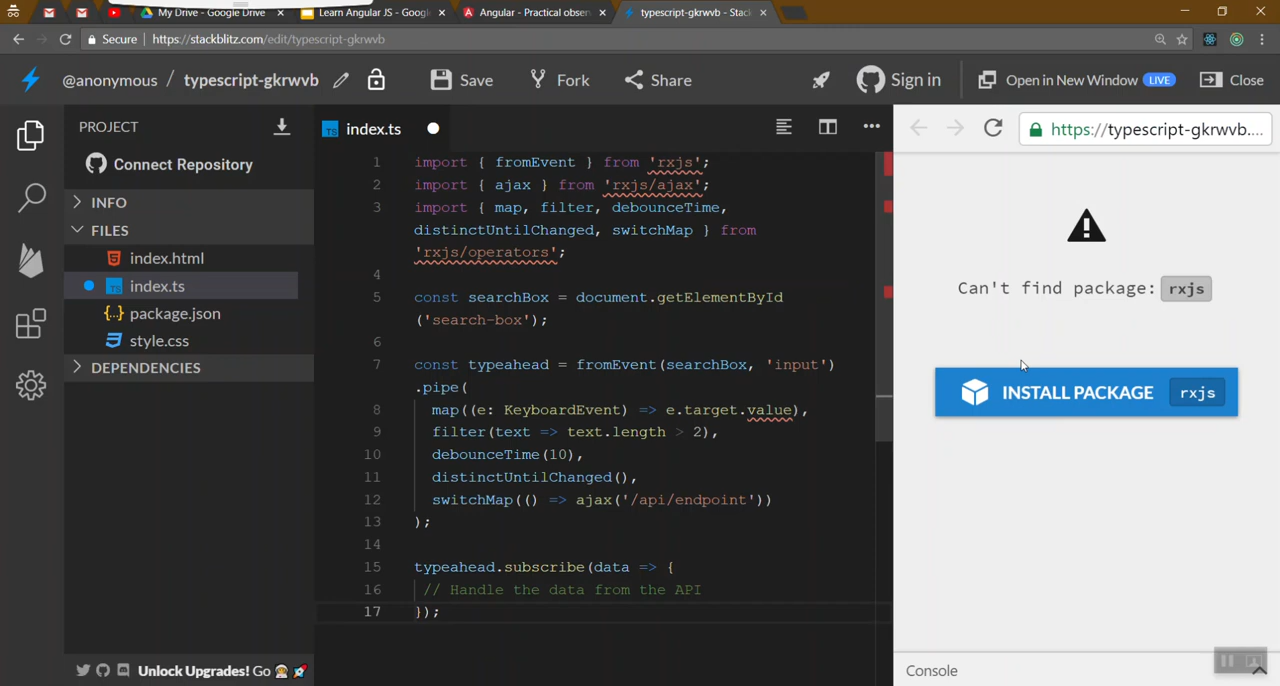 My Drive - Google Drive
Learn Angular JS - Googl
Angular - Practical obser
typescript-gkrwvb - Stack
Secure
https://stackblitz.com/edit/typescript-gkrwvb
@anonymous / typescript-gkrwvb
Save
Fork
Share
Sign in
Open in New Window LIVE
Close
PROJECT
Connect Repository
INFO
FILES
index.html
TS index.ts
{..} package.json
style.css
DEPENDENCIES
Unlock Upgrades! Go
TS index.ts
1 import { fromEvent } from 'rxjs';
2 import { ajax } from 'rxjs/ajax';
3 import { map, filter, debounceTime,
distinctUntilChanged, switchMap } from
'rxjs/operators';
4
5 const searchBox = document.getElementById
('search-box');
6
7 const typeahead = fromEvent(searchBox, 'input')
.pipe(
8 map((e: KeyboardEvent) => e.target.value),
9 filter(text => text.length > 2),
10 debounceTime(10),
11 distinctUntilChanged(),
12 switchMap(() => ajax('/api/endpoint'))
13 );
14
15 typeahead.subscribe(data => {
16 // Handle the data from the API
17 });
https://typescript-gkrwvb....
Can't find package: rxjs
INSTALL PACKAGE rxjs
Console